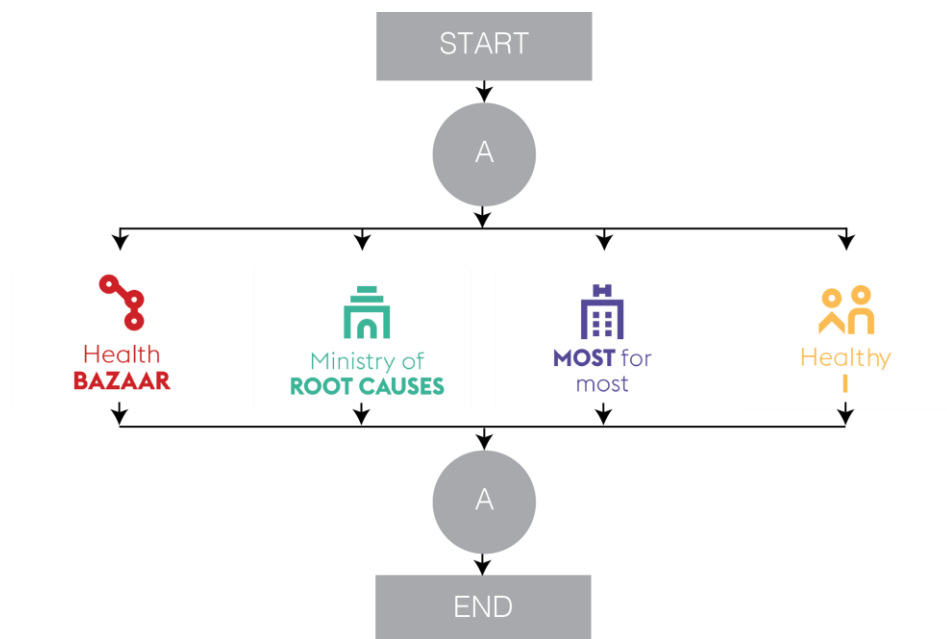 START
A
Health
BAZAAR
Ministry of
ROOT CAUSES
MOST for
most
Healthy
I
A
END